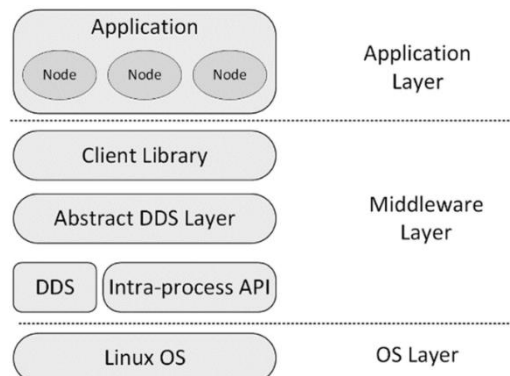 Application
Node Node Node
Application
Layer
Client Library
Abstract DDS Layer
Middleware
Layer
DDS Intra-process API
Linux OS
OS Layer